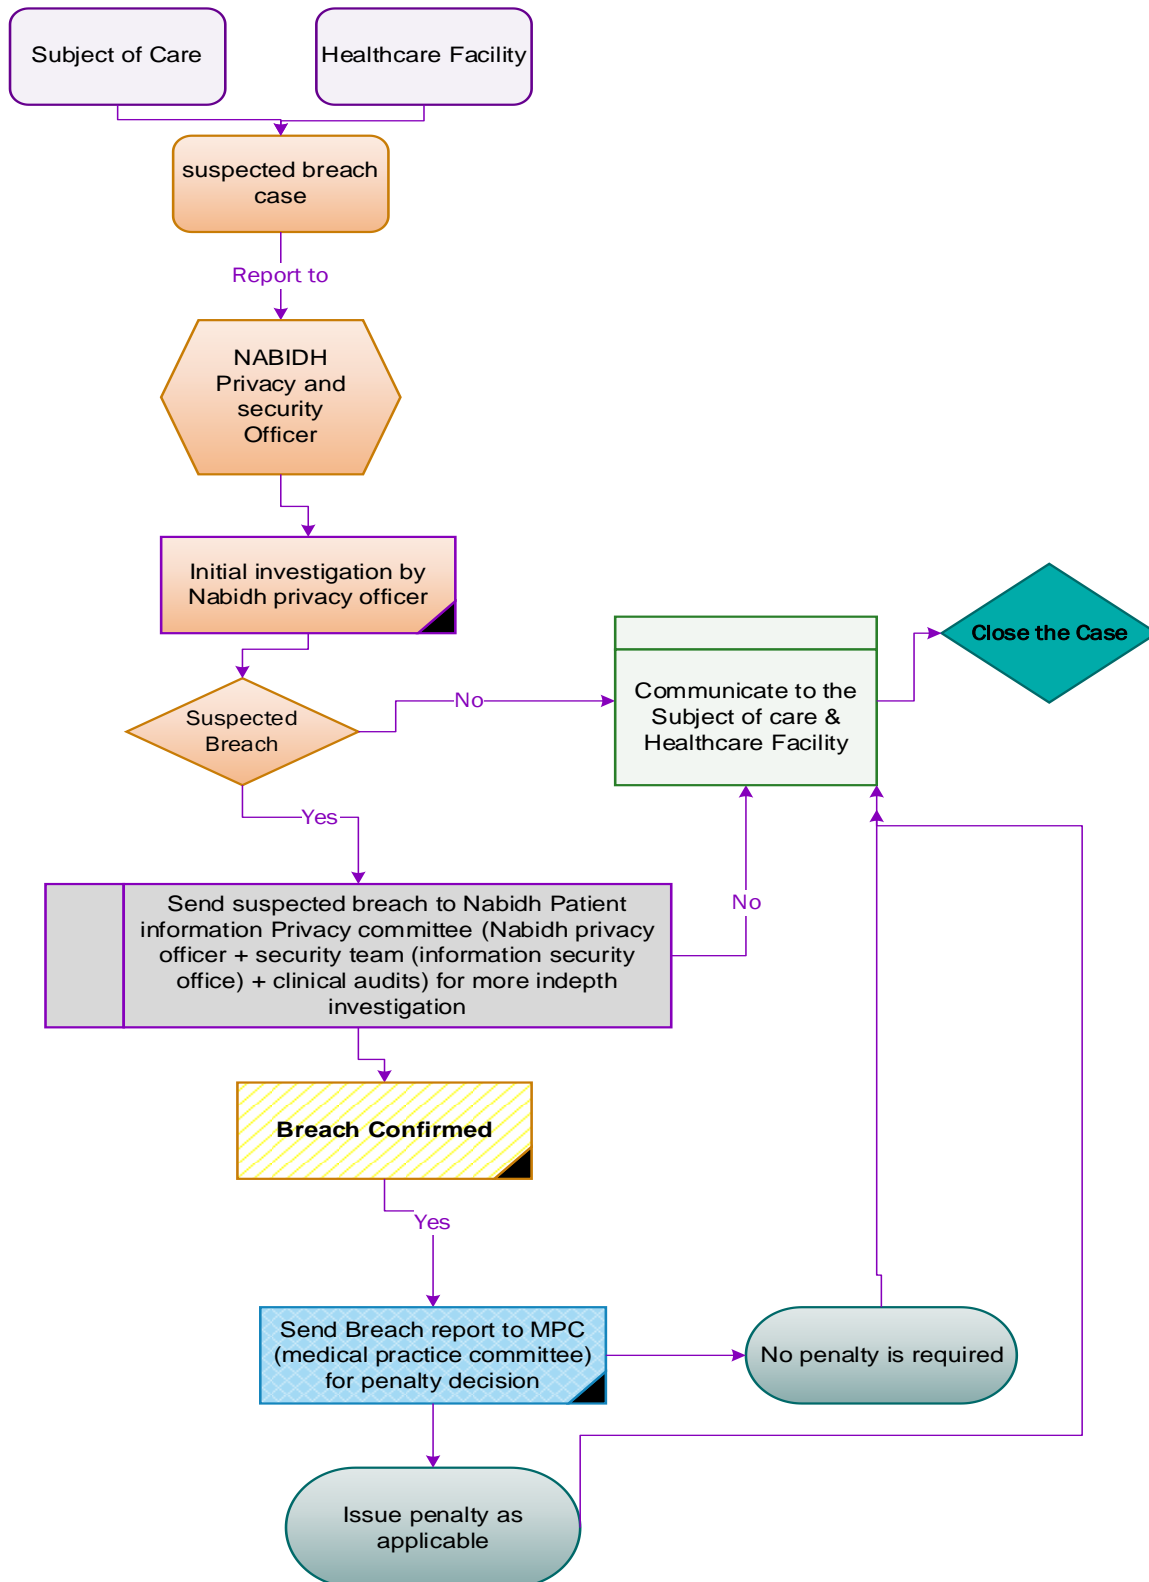 Subject of Care
Healthcare Facility
suspected breach
case
Report to
NABIDH
Privacy and
security
Officer
Initial investigation by
Nabidh privacy officer
Suspected
Breach
No
Communicate to the
Subject of care &
Healthcare Facility
Close the Case
Yes
Send suspected breach to Nabidh Patient
information Privacy committee (Nabidh privacy
officer + security team (information security
office) + clinical audits) for more indepth
investigation
No
Breach Confirmed
Yes
Send Breach report to MPC
(medical practice committee)
for penalty decision
No penalty is required
Issue penalty as
applicable